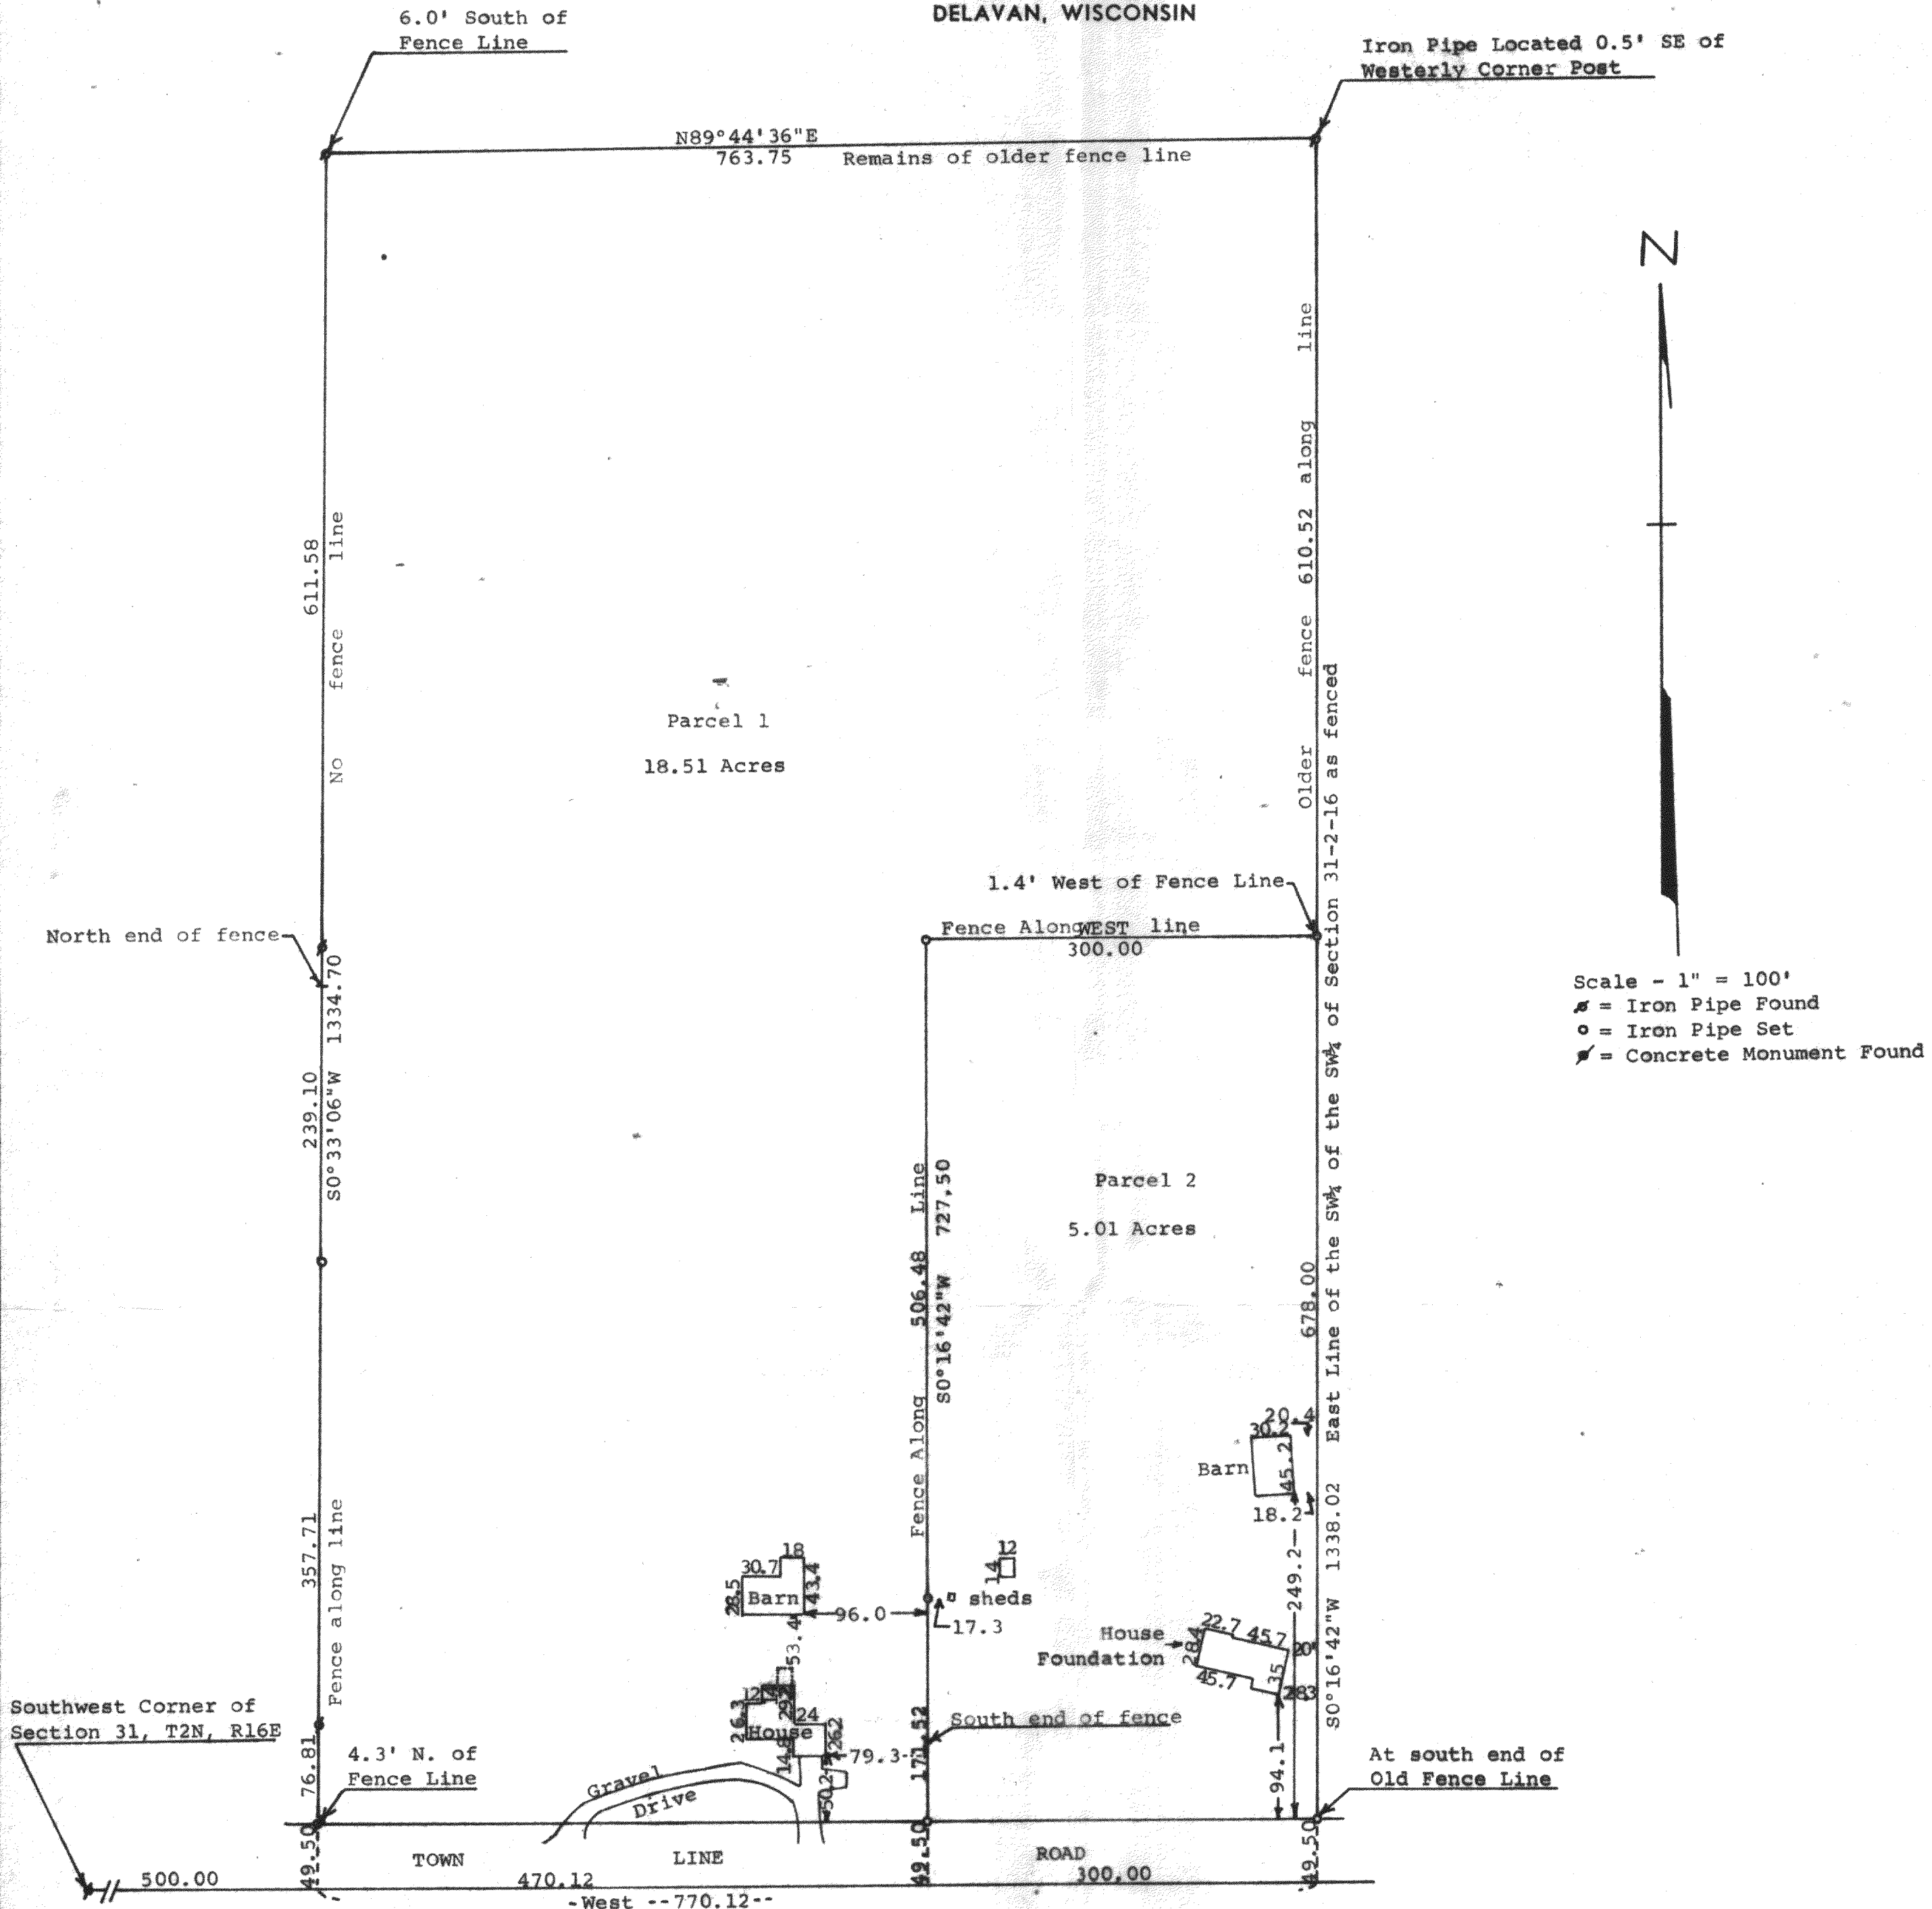 DELAVAN, WISCONSIN
6.0' South of
Fence Line
Iron Pipe Located 0.5' SE of
Westerly Corner Post
N89°44'36"E
763.75
Remains of older fence line
N
611.58
No fence line
Older fence 610.52 along line
Parcel 1
18.51 Acres
1.4' West of Fence Line
North end of fence
Fence Along WEST line
300.00
Scale - 1" = 100'
= Iron Pipe Found
= Iron Pipe Set
= Concrete Monument Found
239.10
S0°33'06"W 1334.70
Fence Along 506.48 Line
S0°16'42"W 727.50
Parcel 2
5.01 Acres
678.00
East Line of the SW¼ of the SW¼ of Section 31-2-16 as fenced
S0°16'42"W 1338.02
20.4
30.2
45.2
Barn
18.2
249.2
357.71
Fence along line
18
30.7
28.5
Barn
43.4
96.0
53.4
12
14
sheds
17.3
House
Foundation
22.7
45.7
20'
28.4
35
45.7
94.1
12
26.3
24
House
14.8
79.3
50.2
171.52
South end of fence
Southwest Corner of
Section 31, T2N, R16E
76.81
4.3' N. of
Fence Line
Gravel
Drive
At south end of
Old Fence Line
49.50
49.50
49.50
TOWN LINE ROAD
500.00
470.12
300.00
-West --770.12--